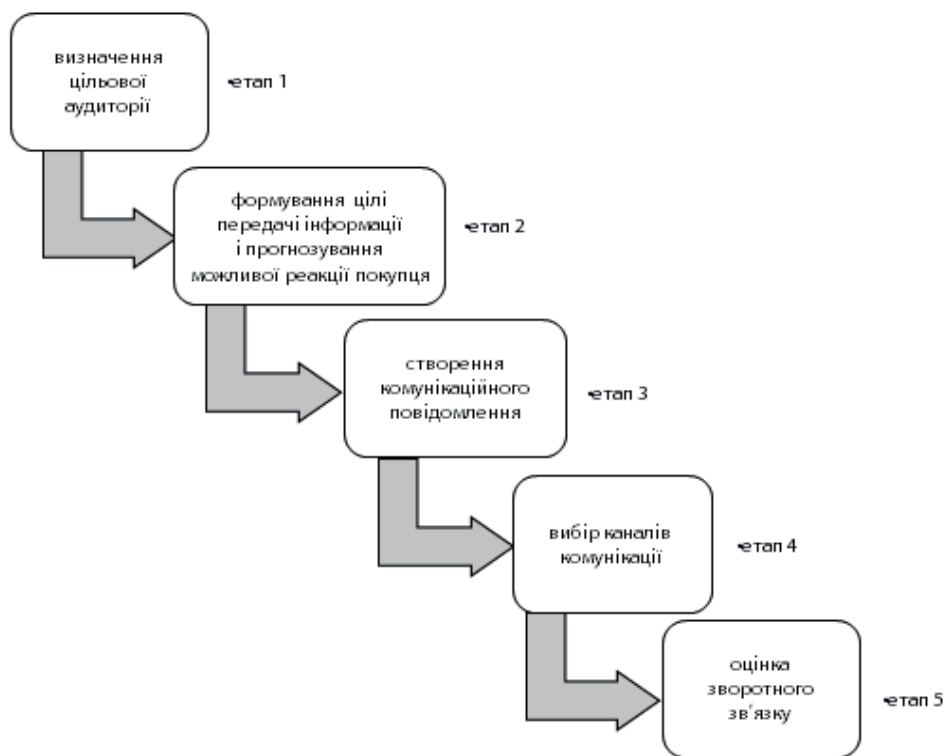 визначення
цільової
аудиторії
•етап 1
формування цілі
передачі інформації
і прогнозування
можливої реакції покупця
•етап 2
створення
комунікаційного
повідомлення
•етап 3
вибір каналів
комунікації
•етап 4
оцінка
зворотного
зв'язку
•етап 5